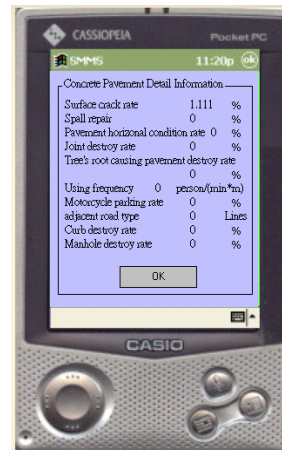 CASSIOPEIA Pocket PC
SMMS 11:20p ok
Concrete Pavement Detail Information
Surface crack rate 1.111 %
Spall repair 0 %
Pavement horizonal condition rate 0 %
Joint destroy rate 0 %
Tree's root causing pavement destroy rate
0 %
Using frequency 0 person/(min*m)
Motorcycle parking rate 0 %
adjacent road type 0 Lines
Curb destroy rate 0 %
Manhole destroy rate 0 %
OK
CASIO